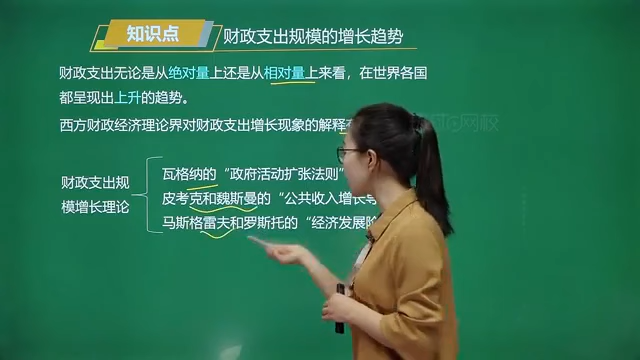 知识点
财政支出规模的增长趋势
财政支出无论是从绝对量上还是从相对量上来看，在世界各国
都呈现出上升的趋势。
西方财政经济理论界对财政支出增长现象的解释
网校
财政支出规
模增长理论
瓦格纳的“政府活动扩张法则”
皮考克和魏斯曼的“公共收入增长导
马斯格雷夫和罗斯托的“经济发展阶